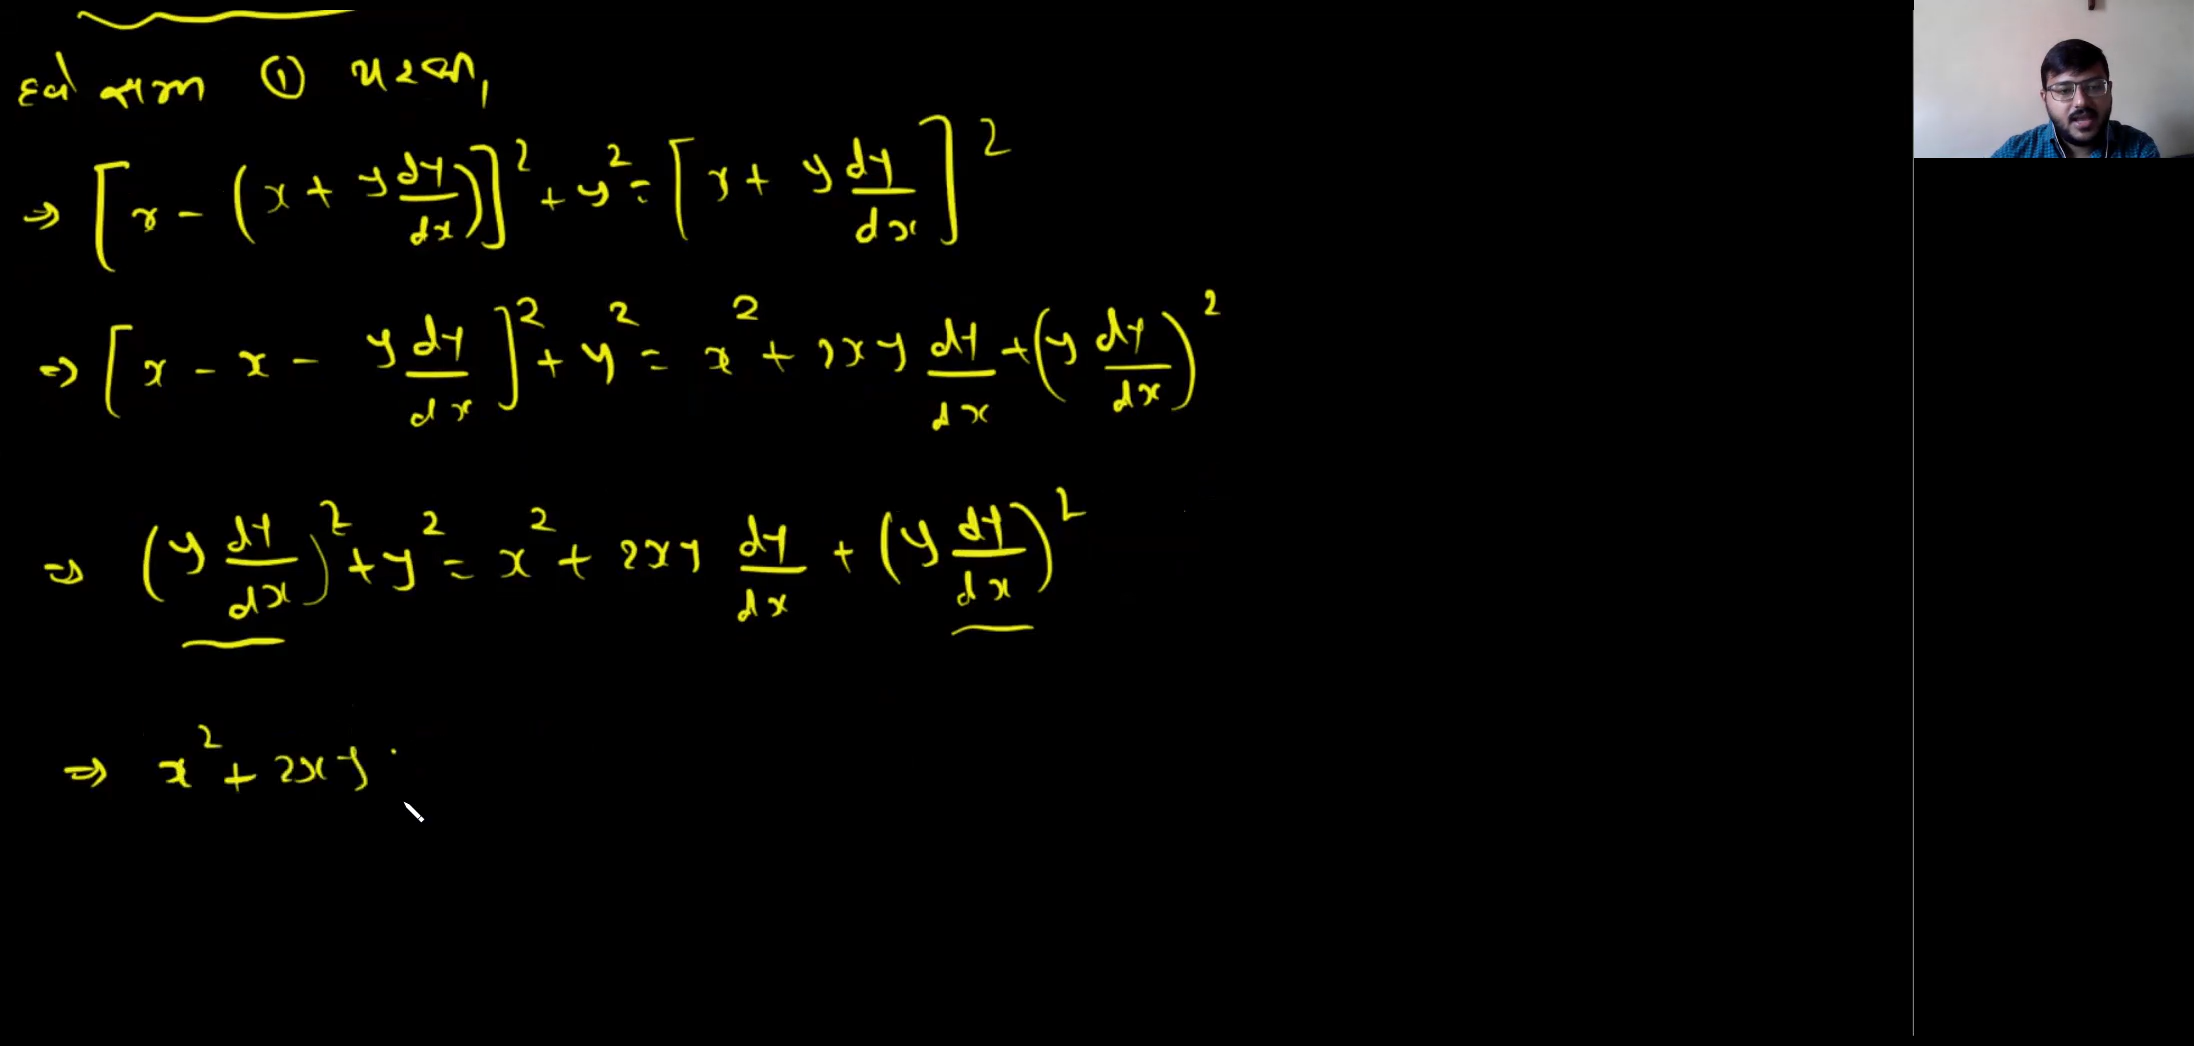 હવે સમી ① પરથી,
⇒ [x - (x + y dy/dx)]² + y² = [x + y dy/dx]²
⇒ [x - x - y dy/dx]² + y² = x² + 2xy dy/dx + (y dy/dx)²
⇒ (y dy/dx)² + y² = x² + 2xy dy/dx + (y dy/dx)²
⇒ x² + 2xy